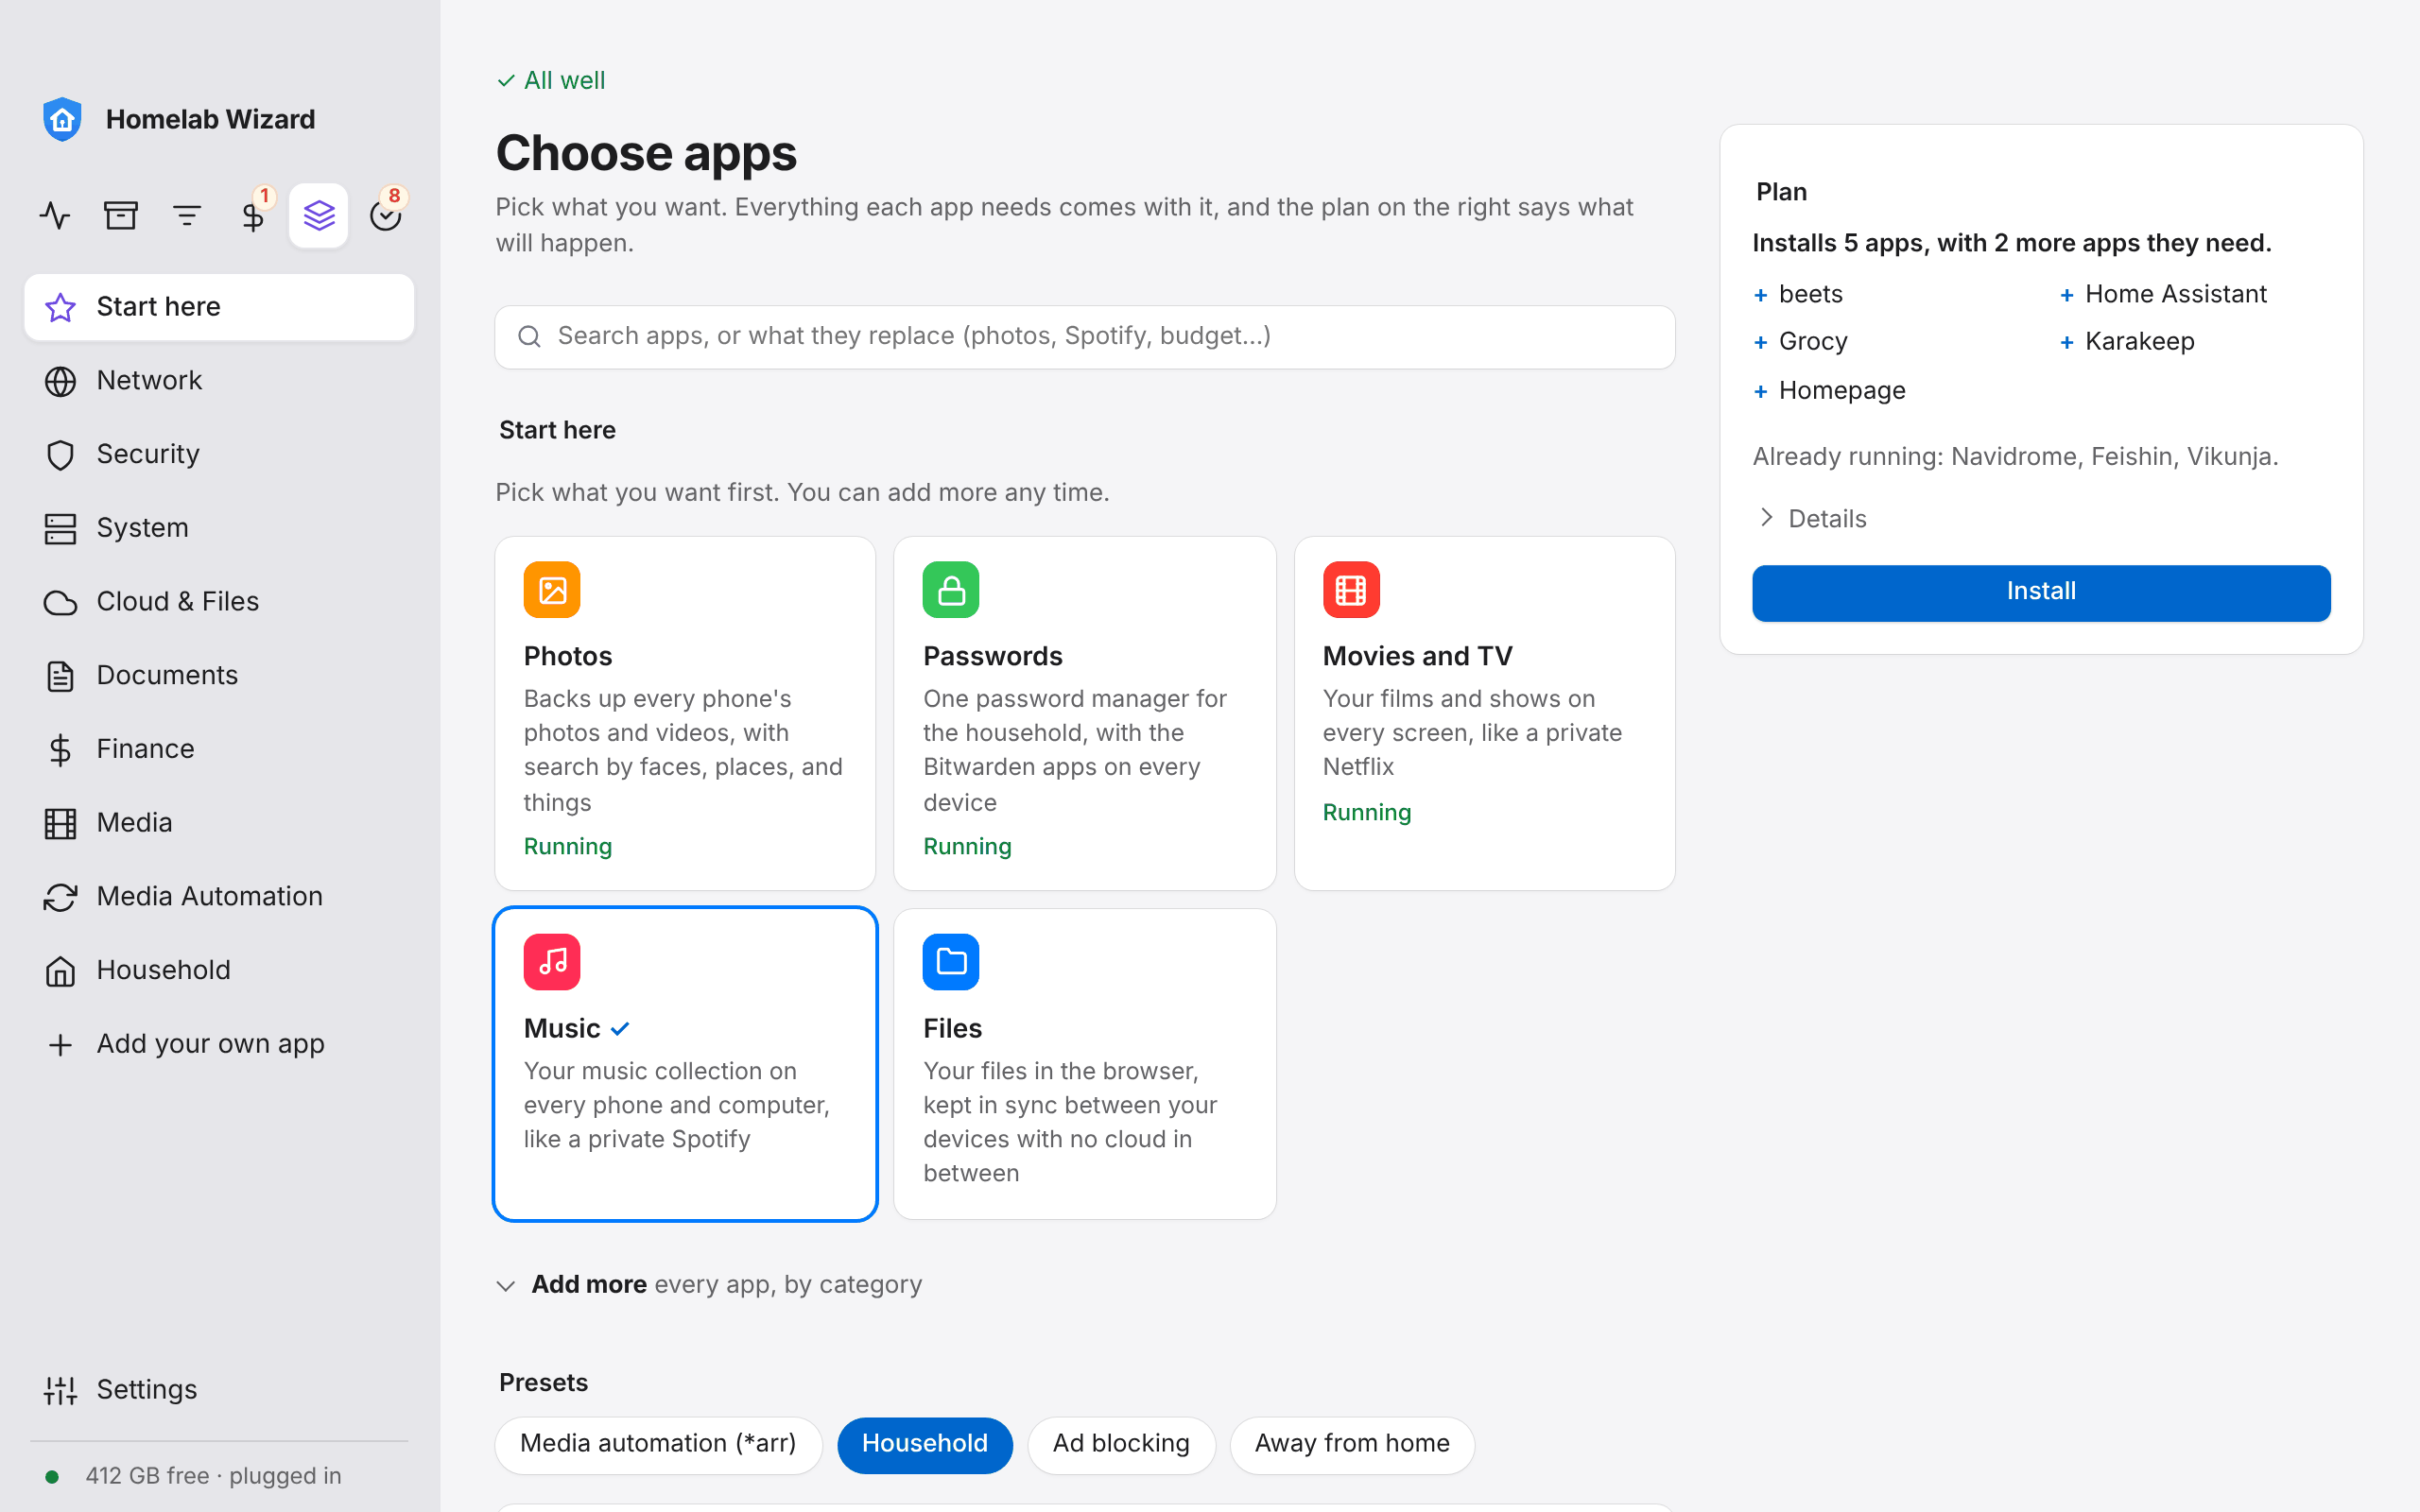 Homelab Wizard
1
8
Start here
Network
Security
System
Cloud & Files
Documents
Finance
Media
Media Automation
Household
Add your own app
Settings
412 GB free · plugged in
All well
Choose apps
Pick what you want. Everything each app needs comes with it, and the plan on the right says what
will happen.
Search apps, or what they replace (photos, Spotify, budget...)
Start here
Pick what you want first. You can add more any time.
Photos
Backs up every phone's
photos and videos, with
search by faces, places, and
things
Running
Passwords
One password manager for
the household, with the
Bitwarden apps on every
device
Running
Movies and TV
Your films and shows on
every screen, like a private
Netflix
Running
Music
Your music collection on
every phone and computer,
like a private Spotify
Files
Your files in the browser,
kept in sync between your
devices with no cloud in
between
Add more every app, by category
Presets
Media automation (*arr)
Household
Ad blocking
Away from home
Plan
Installs 5 apps, with 2 more apps they need.
+ beets
+ Home Assistant
+ Grocy
+ Karakeep
+ Homepage
Already running: Navidrome, Feishin, Vikunja.
Details
Install